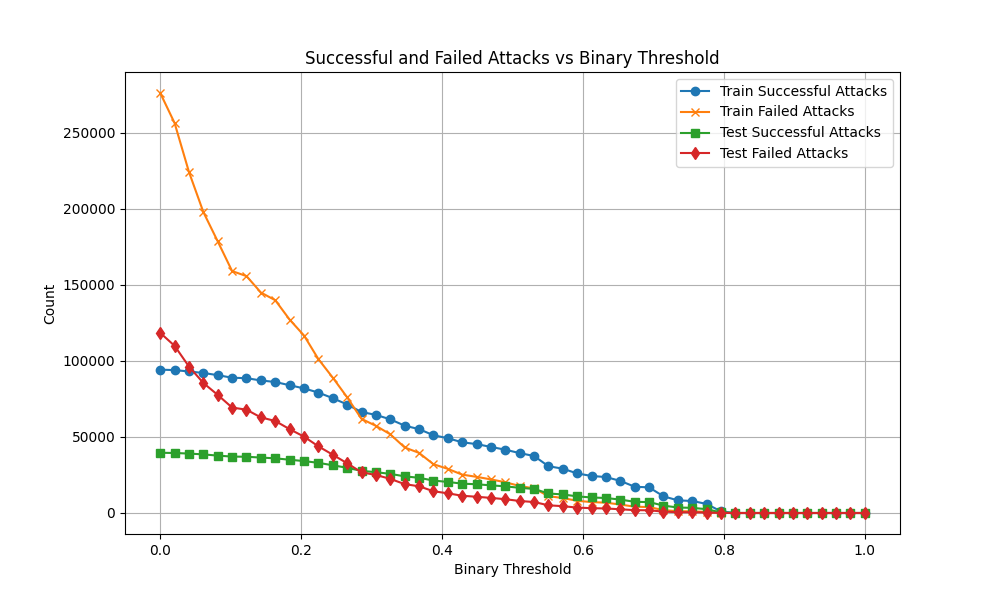 Successful and Failed Attacks vs Binary Threshold
Train Successful Attacks
Train Failed Attacks
Test Successful Attacks
Test Failed Attacks
250000
200000
150000
100000
50000
0
Count
0.0 0.2 0.4 0.6 0.8 1.0
Binary Threshold